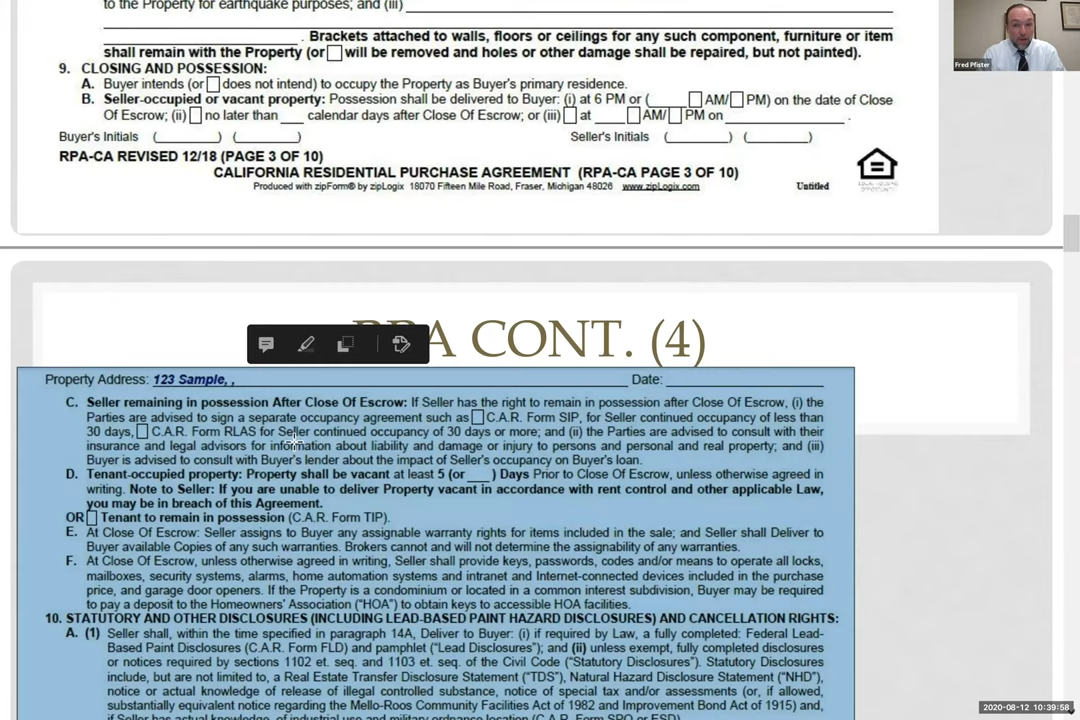 to the Property for earthquake purposes; and (iii)
. Brackets attached to walls, floors or ceilings for any such component, furniture or item
shall remain with the Property (or will be removed and holes or other damage shall be repaired, but not painted).
9. CLOSING AND POSSESSION:
A. Buyer intends (or does not intend) to occupy the Property as Buyer's primary residence.
B. Seller-occupied or vacant property: Possession shall be delivered to Buyer: (i) at 6 PM or ( AM/ PM) on the date of Close
Of Escrow; (ii) no later than ___ calendar days after Close Of Escrow; or (iii) at ____ AM/ PM on ______________ .
Buyer's Initials (________) (________) Seller's Initials (________) (________)
RPA-CA REVISED 12/18 (PAGE 3 OF 10)
CALIFORNIA RESIDENTIAL PURCHASE AGREEMENT (RPA-CA PAGE 3 OF 10)
Produced with zipForm® by zipLogix 18070 Fifteen Mile Road, Fraser, Michigan 48026 www.zipLogix.com Untitled
EQUAL HOUSING
OPPORTUNITY
Fred Pfister
A CONT. (4)
Property Address: 123 Sample, , Date:
C. Seller remaining in possession After Close Of Escrow: If Seller has the right to remain in possession after Close Of Escrow, (i) the
Parties are advised to sign a separate occupancy agreement such as C.A.R. Form SIP, for Seller continued occupancy of less than
30 days, C.A.R. Form RLAS for Seller continued occupancy of 30 days or more; and (ii) the Parties are advised to consult with their
insurance and legal advisors for information about liability and damage or injury to persons and personal and real property; and (iii)
Buyer is advised to consult with Buyer's lender about the impact of Seller's occupancy on Buyer's loan.
D. Tenant-occupied property: Property shall be vacant at least 5 (or ___ ) Days Prior to Close Of Escrow, unless otherwise agreed in
writing. Note to Seller: If you are unable to deliver Property vacant in accordance with rent control and other applicable Law,
you may be in breach of this Agreement.
OR Tenant to remain in possession (C.A.R. Form TIP).
E. At Close Of Escrow: Seller assigns to Buyer any assignable warranty rights for items included in the sale; and Seller shall Deliver to
Buyer available Copies of any such warranties. Brokers cannot and will not determine the assignability of any warranties.
F. At Close Of Escrow, unless otherwise agreed in writing, Seller shall provide keys, passwords, codes and/or means to operate all locks,
mailboxes, security systems, alarms, home automation systems and intranet and Internet-connected devices included in the purchase
price, and garage door openers. If the Property is a condominium or located in a common interest subdivision, Buyer may be required
to pay a deposit to the Homeowners' Association ("HOA") to obtain keys to accessible HOA facilities.
10. STATUTORY AND OTHER DISCLOSURES (INCLUDING LEAD-BASED PAINT HAZARD DISCLOSURES) AND CANCELLATION RIGHTS:
A. (1) Seller shall, within the time specified in paragraph 14A, Deliver to Buyer: (i) if required by Law, a fully completed: Federal Lead-
Based Paint Disclosures (C.A.R. Form FLD) and pamphlet ("Lead Disclosures"); and (ii) unless exempt, fully completed disclosures
or notices required by sections 1102 et. seq. and 1103 et. seq. of the Civil Code ("Statutory Disclosures"). Statutory Disclosures
include, but are not limited to, a Real Estate Transfer Disclosure Statement ("TDS"), Natural Hazard Disclosure Statement ("NHD"),
notice or actual knowledge of release of illegal controlled substance, notice of special tax and/or assessments (or, if allowed,
substantially equivalent notice regarding the Mello-Roos Community Facilities Act of 1982 and Improvement Bond Act of 1915) and,
if Seller has actual knowledge, of industrial use and military ordnance location (C.A.R. Form SPQ or ESD).
2020-08-12 10:39:58